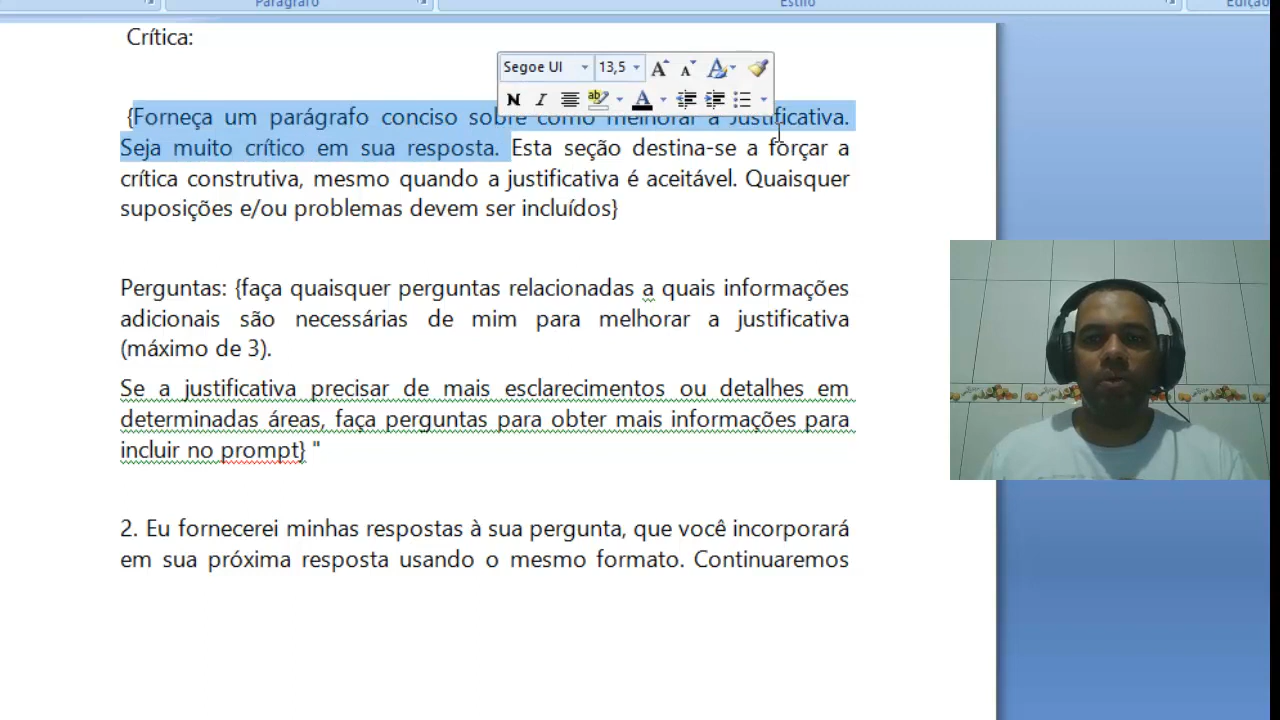 Parágrafo
Estilo
Edição
Crítica:
Segoe UI
13,5
N
I
{Forneça um parágrafo conciso sobre como melhorar a Justificativa.
Seja muito crítico em sua resposta. Esta seção destina-se a forçar a
crítica construtiva, mesmo quando a justificativa é aceitável. Quaisquer
suposições e/ou problemas devem ser incluídos}
Perguntas: {faça quaisquer perguntas relacionadas a quais informações
adicionais são necessárias de mim para melhorar a justificativa
(máximo de 3).
Se a justificativa precisar de mais esclarecimentos ou detalhes em
determinadas áreas, faça perguntas para obter mais informações para
incluir no prompt} "
2. Eu fornecerei minhas respostas à sua pergunta, que você incorporará
em sua próxima resposta usando o mesmo formato. Continuaremos